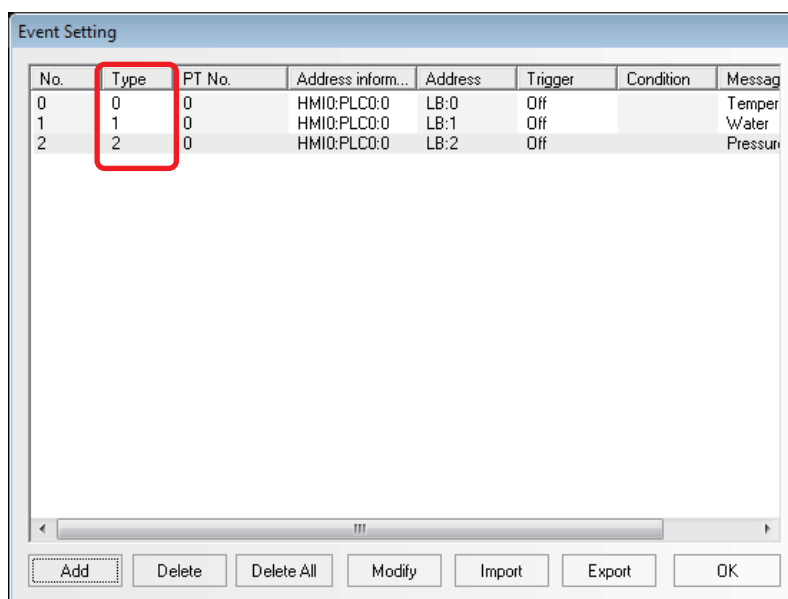 Event Setting
No. Type PT No. Address inform... Address Trigger Condition Messag
0 0 0 HMI0:PLC0:0 LB:0 Off Temper
1 1 0 HMI0:PLC0:0 LB:1 Off Water
2 2 0 HMI0:PLC0:0 LB:2 Off Pressure
Add Delete Delete All Modify Import Export OK